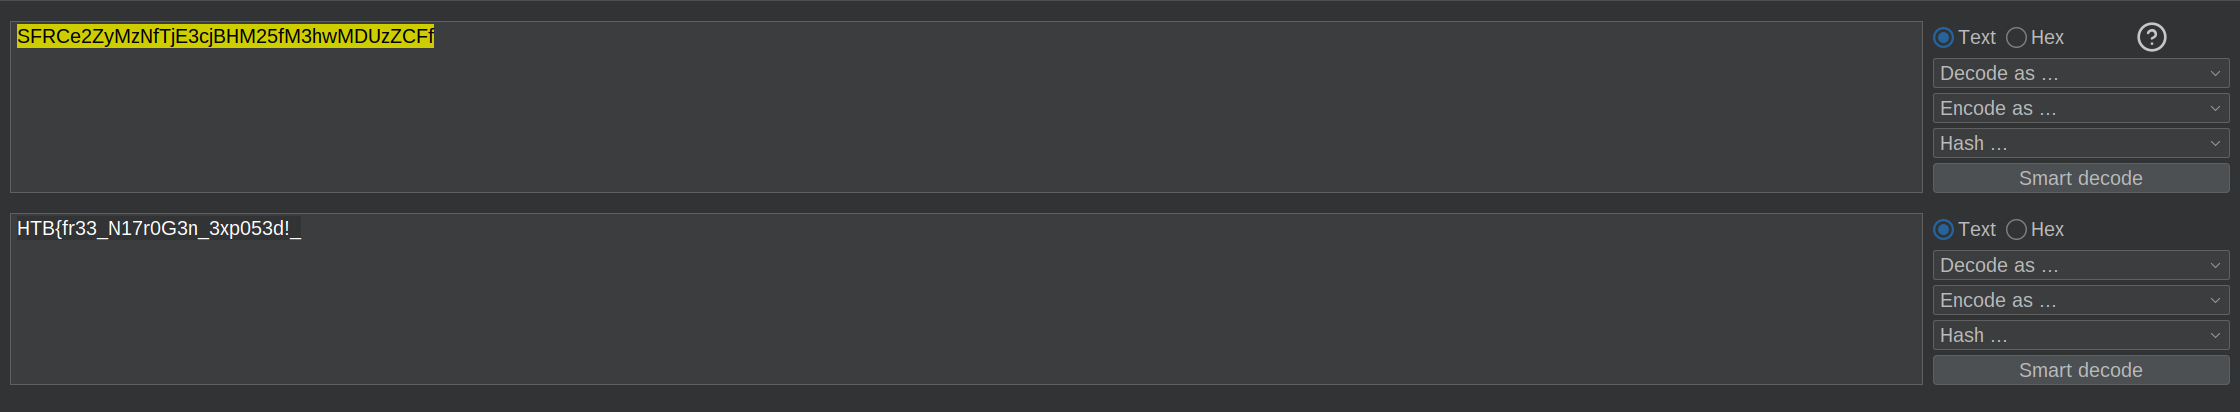 SFRCe2ZyMzNfTjE3cjBHM25fM3hwMDUzZCFf
Text Hex ?
Decode as ...
Encode as ...
Hash ...
Smart decode
HTB{fr33_N17r0G3n_3xp053d!_
Text Hex
Decode as ...
Encode as ...
Hash ...
Smart decode